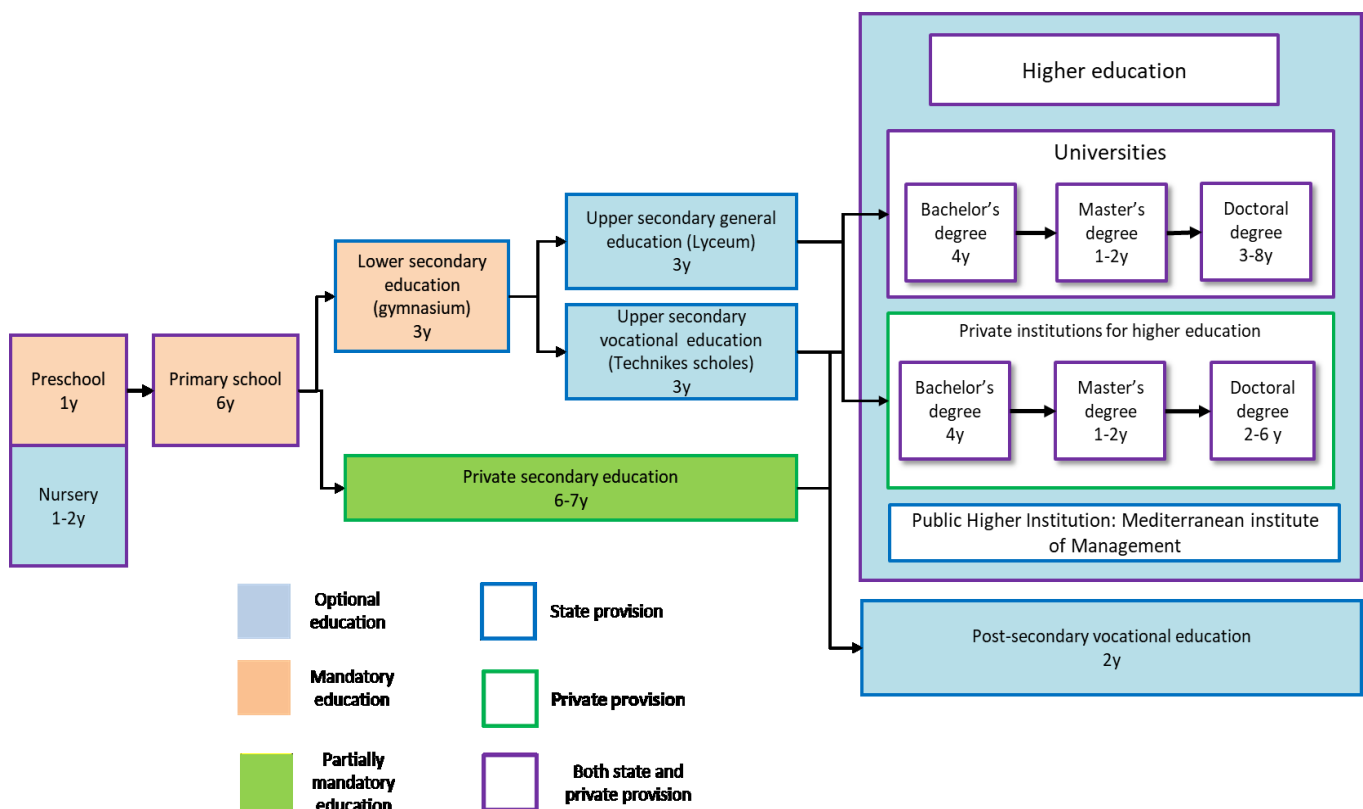 Higher education
Universities
Bachelor's
degree
4y
Master's
degree
1-2y
Doctoral
degree
3-8y
Upper secondary general
education (Lyceum)
3y
Lower secondary
education
(gymnasium)
3y
Upper secondary
vocational education
(Technikes scholes)
3y
Private institutions for higher education
Bachelor's
degree
4y
Master's
degree
1-2y
Doctoral
degree
2-6 y
Preschool
1y
Primary school
6y
Nursery
1-2y
Private secondary education
6-7y
Public Higher Institution: Mediterranean institute
of Management
Post-secondary vocational education
2y
Optional
education
State provision
Mandatory
education
Private provision
Partially
mandatory
education
Both state and
private provision